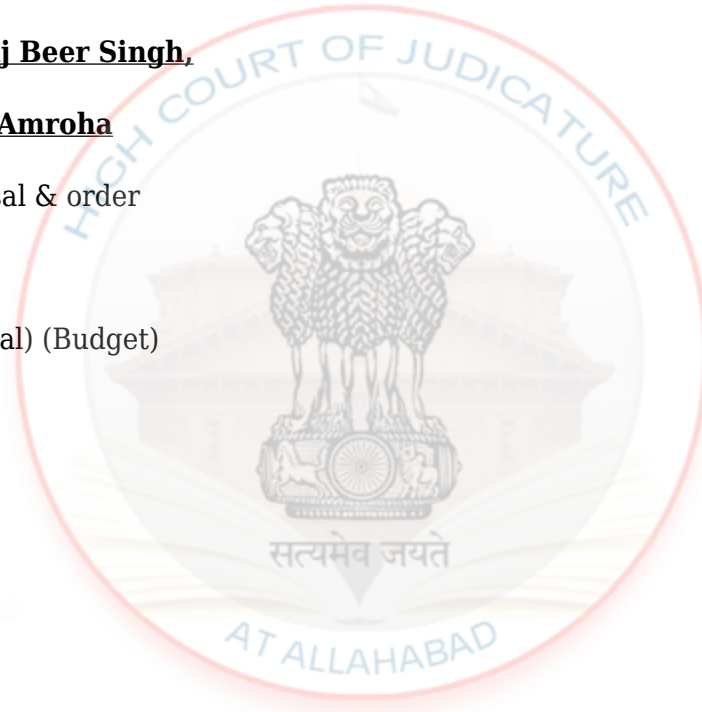 j Beer Singh,
Amroha
al & order
al) (Budget)
HIGH COURT OF JUDICATURE
सत्यमेव जयते
AT ALLAHABAD